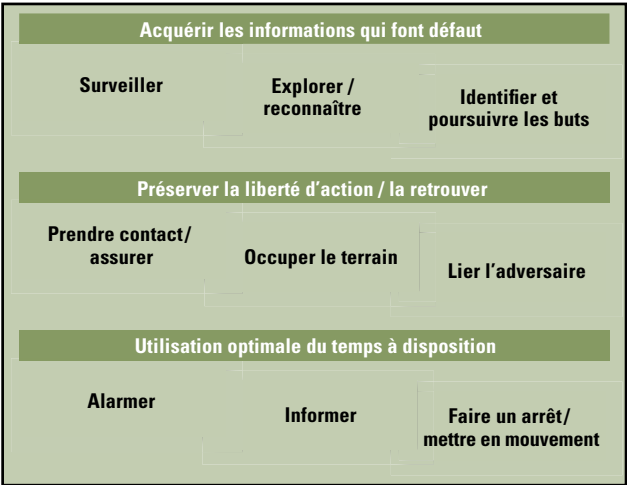 Acquérir les informations qui font défaut
Surveiller
Explorer /
reconnaître
Identifier et
poursuivre les buts
Préserver la liberté d'action / la retrouver
Prendre contact/
assurer
Occuper le terrain
Lier l'adversaire
Utilisation optimale du temps à disposition
Alarmer
Informer
Faire un arrêt/
mettre en mouvement